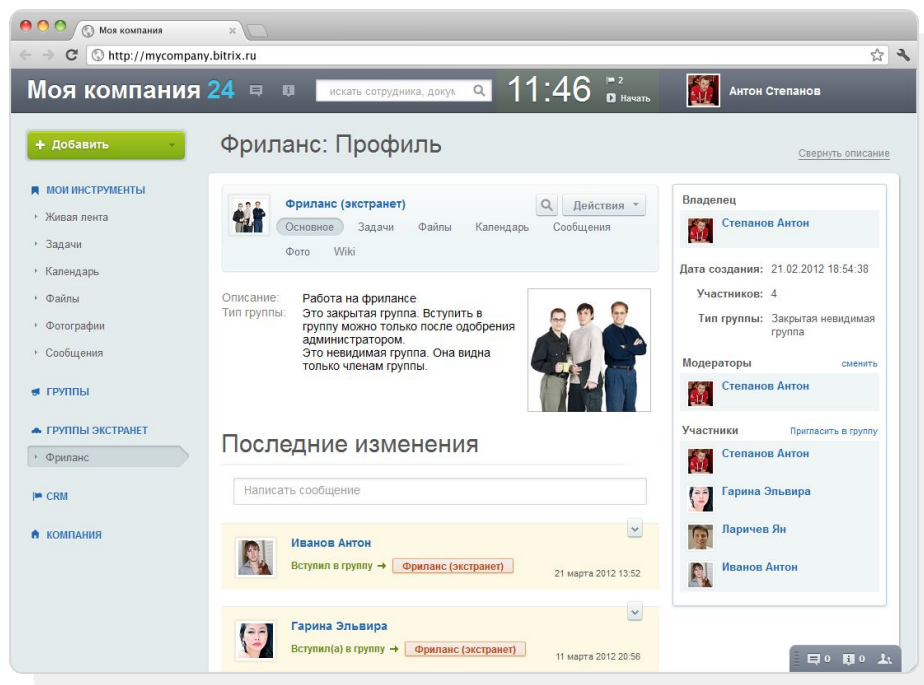 Моя компания
http://mycompany.bitrix.ru
Моя компания 24
искать сотрудника, докум
11:46
2
Начать
Антон Степанов
Добавить
Фриланс: Профиль
Свернуть описание
МОИ ИНСТРУМЕНТЫ
Живая лента
Задачи
Календарь
Файлы
Фотографии
Сообщения
ГРУППЫ
ГРУППЫ ЭКСТРАНЕТ
Фриланс
CRM
КОМПАНИЯ
Фриланс (экстранет)
Действия
Основное Задачи Файлы Календарь Сообщения
Фото Wiki
Описание: Работа на фрилансе
Тип группы: Это закрытая группа. Вступить в
группу можно только после одобрения
администратором.
Это невидимая группа. Она видна
только членам группы.
Последние изменения
Написать сообщение
Иванов Антон
Вступил в группу → Фриланс (экстранет)
21 марта 2012 13:52
Гарина Эльвира
Вступил(а) в группу → Фриланс (экстранет)
11 марта 2012 20:56
Владелец
Степанов Антон
Дата создания: 21.02.2012 18:54:38
Участников: 4
Тип группы: Закрытая невидимая
группа
Модераторы сменить
Степанов Антон
Участники Пригласить в группу
Степанов Антон
Гарина Эльвира
Ларичев Ян
Иванов Антон
0 0